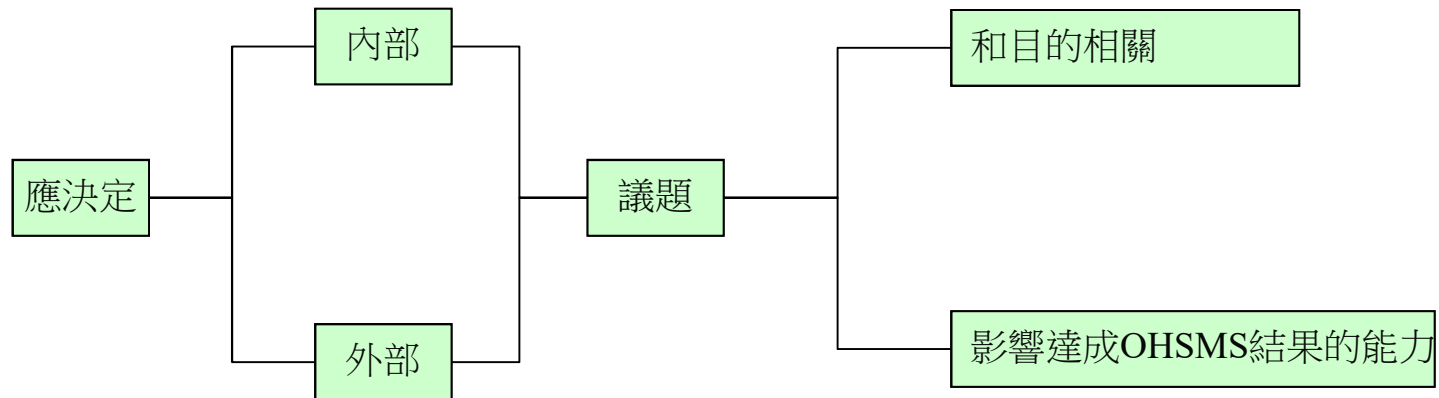 內部
和目的相關
應決定
議題
外部
影響達成OHSMS結果的能力